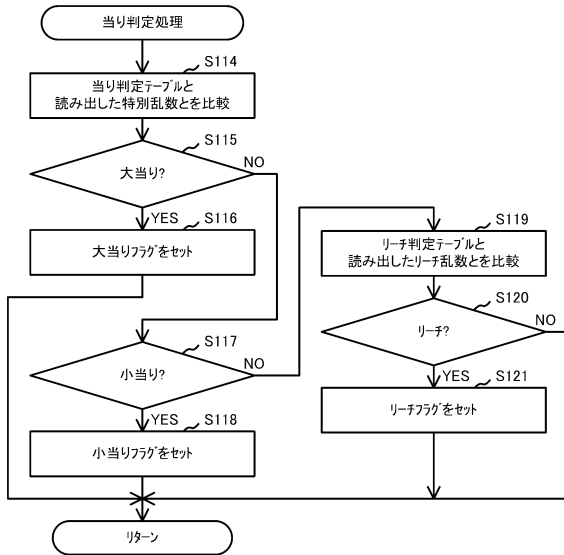 当り判定処理
S114
当り判定テーブルと
読み出した特別乱数とを比較
S115
大当り?
NO
YES
S116
大当りフラグをセット
S117
小当り?
NO
YES
S118
小当りフラグをセット
S119
リーチ判定テーブルと
読み出したリーチ乱数とを比較
S120
リーチ?
NO
YES
S121
リーチフラグをセット
リターン